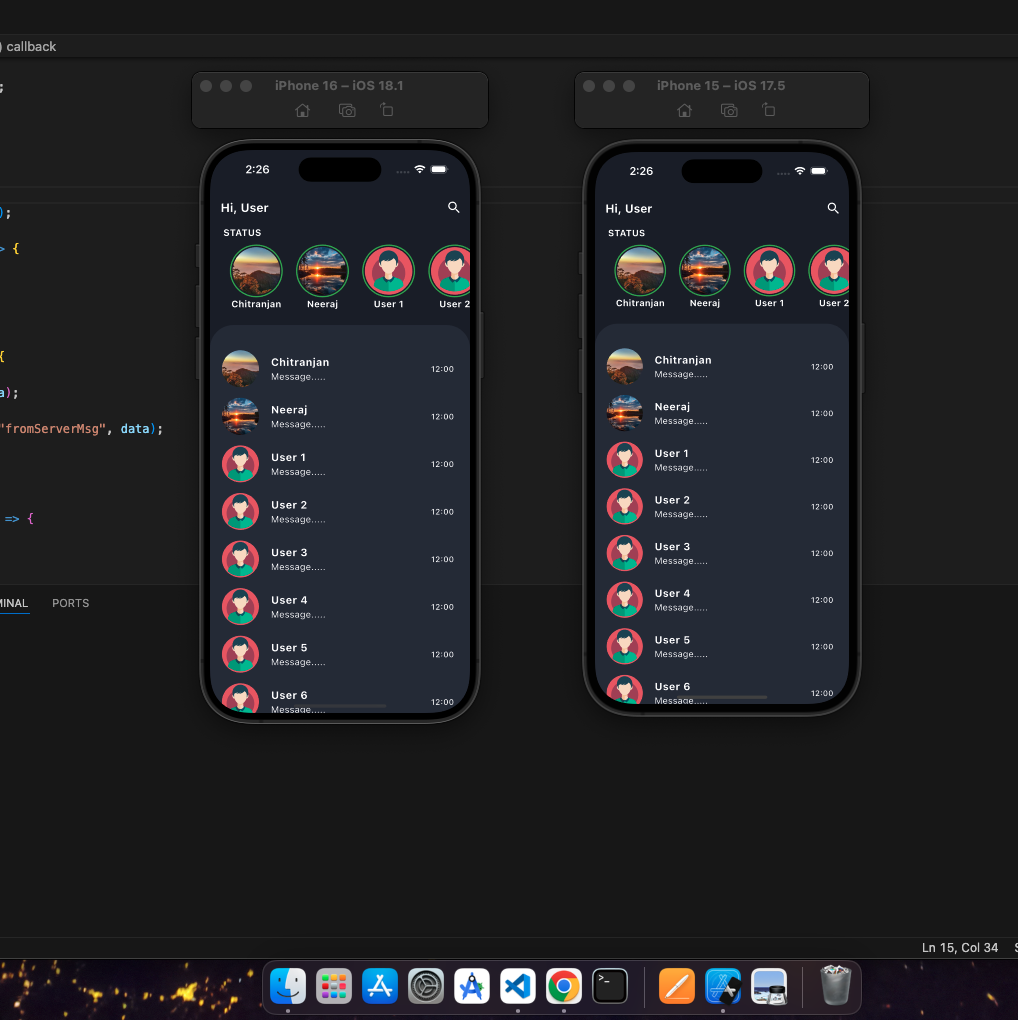 ) callback
;
);
> {
{
a);
"fromServerMsg", data);
=> {
MINAL PORTS
iPhone 16 – iOS 18.1
2:26
Hi, User
STATUS
Chitranjan Neeraj User 1 User 2
Chitranjan
Message.....
12:00
Neeraj
Message.....
12:00
User 1
Message.....
12:00
User 2
Message.....
12:00
User 3
Message.....
12:00
User 4
Message.....
12:00
User 5
Message.....
12:00
User 6
Message.....
12:00
iPhone 15 – iOS 17.5
2:26
Hi, User
STATUS
Chitranjan Neeraj User 1 User 2
Chitranjan
Message.....
12:00
Neeraj
Message.....
12:00
User 1
Message.....
12:00
User 2
Message.....
12:00
User 3
Message.....
12:00
User 4
Message.....
12:00
User 5
Message.....
12:00
User 6
Message.....
12:00
Ln 15, Col 34